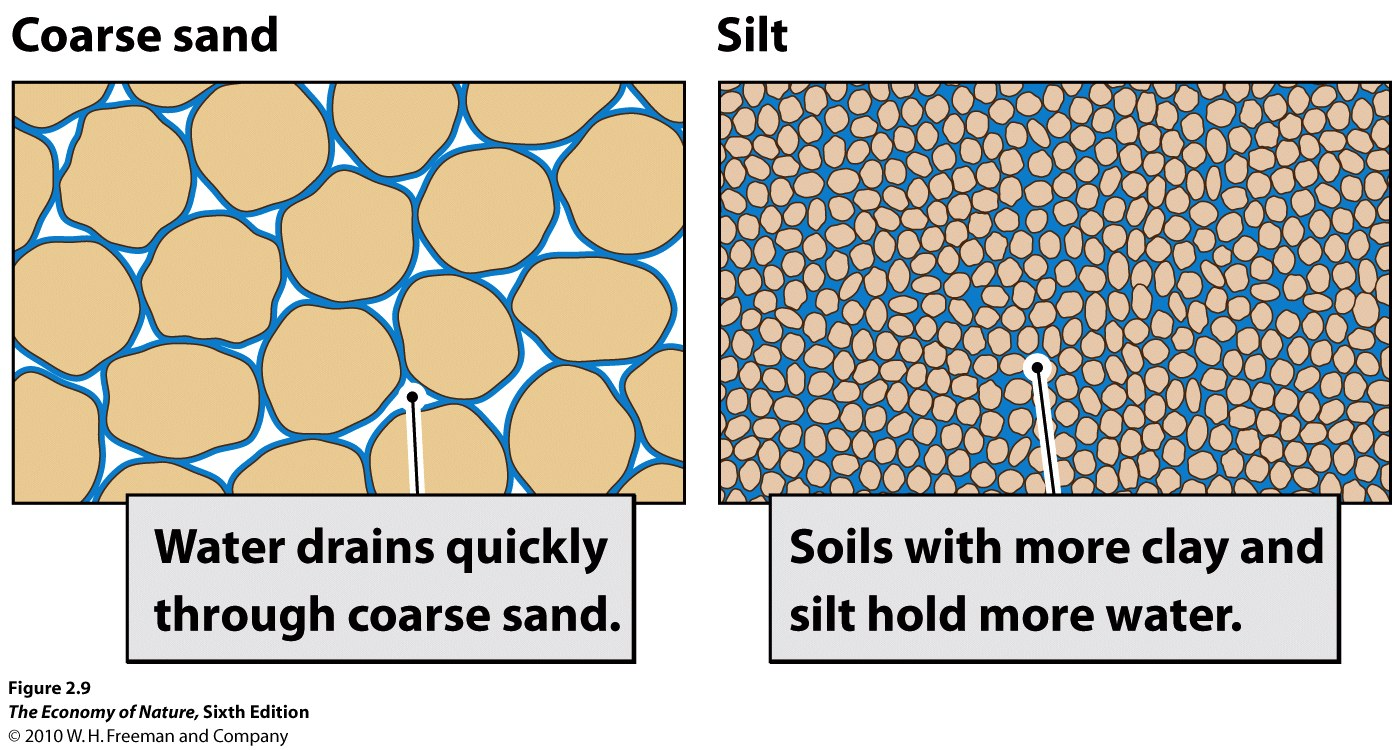 Coarse sand
Silt
Water drains quickly
through coarse sand.
Soils with more clay and
silt hold more water.
Figure 2.9
The Economy of Nature, Sixth Edition
© 2010 W. H. Freeman and Company